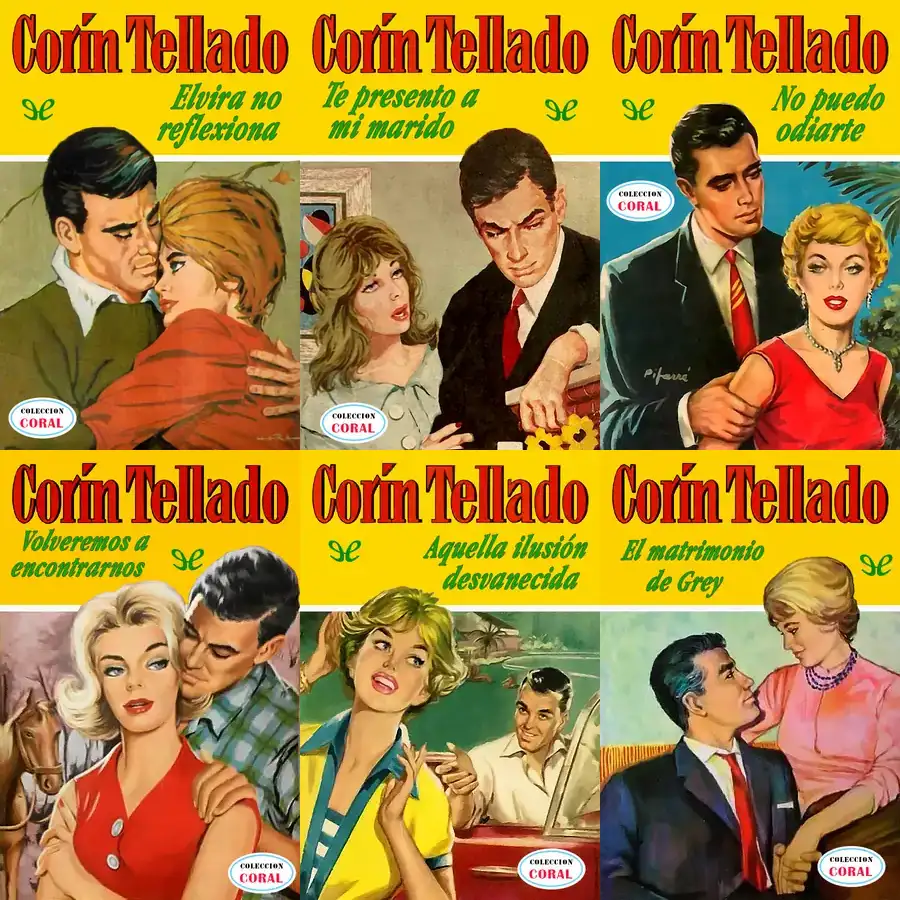 Corín Tellado
Elvira no
reflexiona
COLECCION
CORAL
Corín Tellado
Te presento a
mi marido
COLECCION
CORAL
Corín Tellado
No puedo
odiarte
COLECCION
CORAL
Piñarré
Corín Tellado
Volveremos a
encontrarnos
COLECCION
CORAL
Corín Tellado
Aquella ilusión
desvanecida
COLECCION
CORAL
Corín Tellado
El matrimonio
de Grey
COLECCION
CORAL